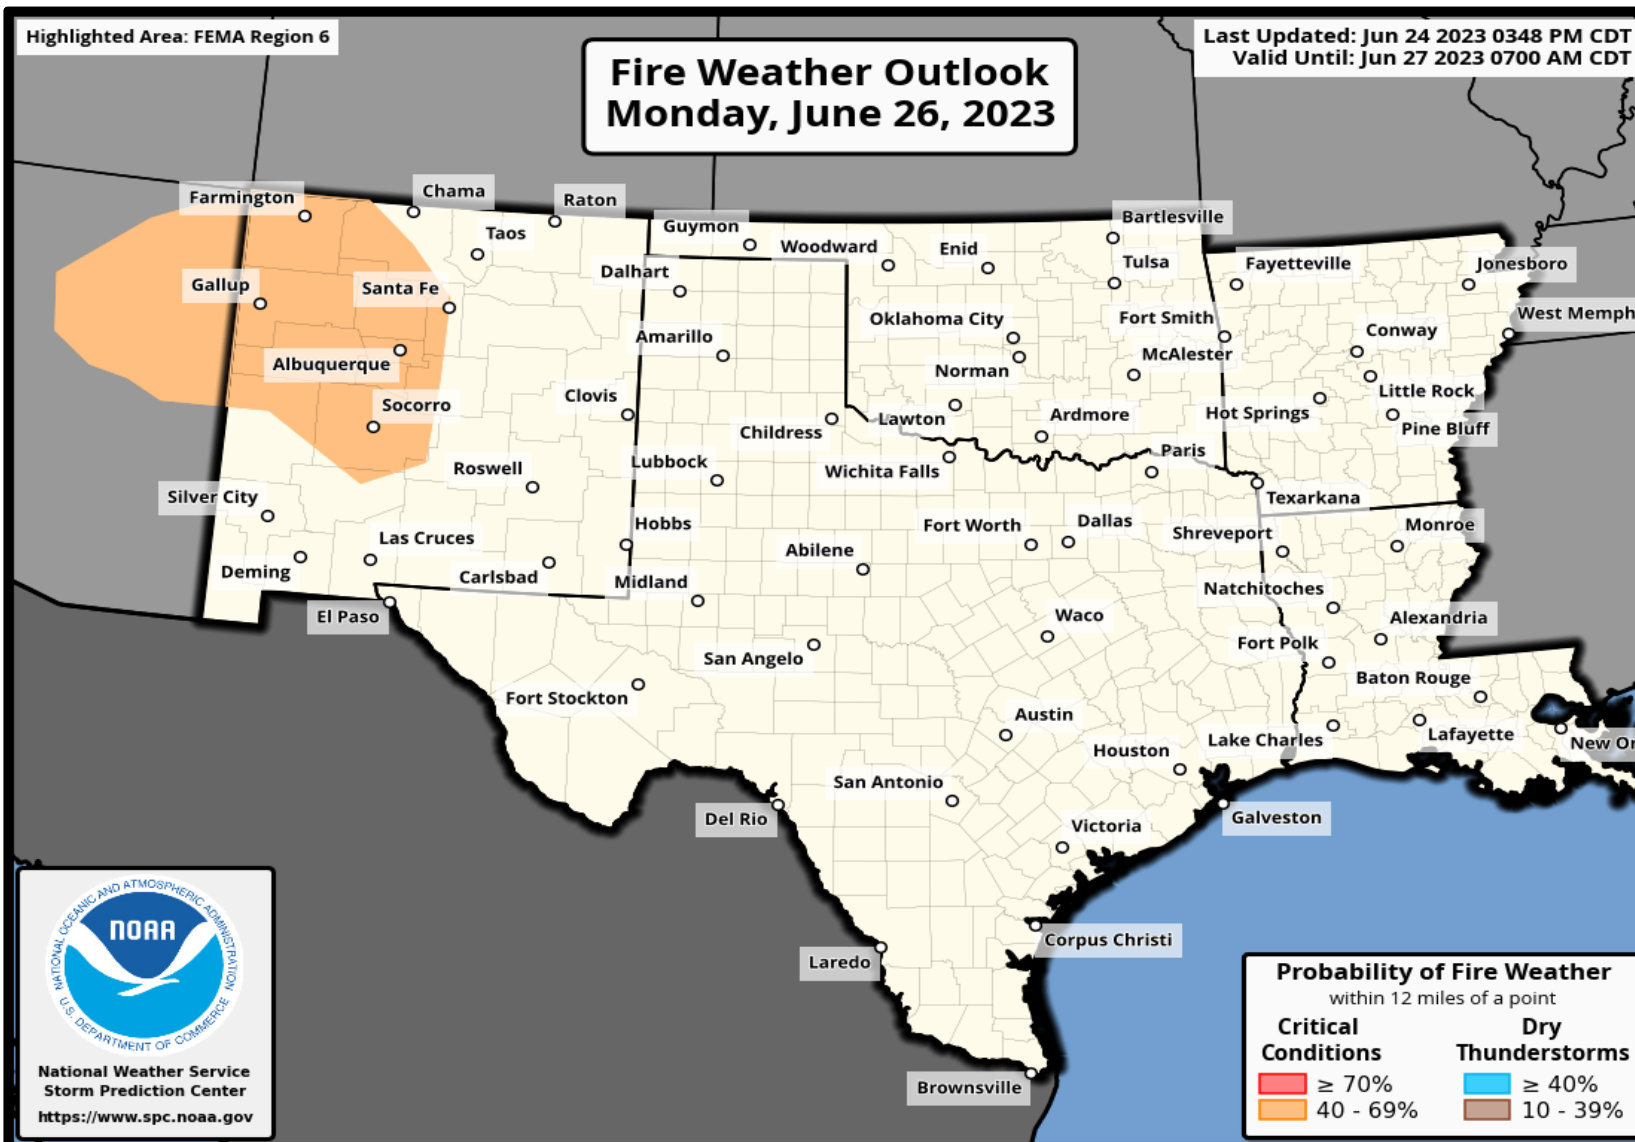 Highlighted Area: FEMA Region 6
Last Updated: Jun 24 2023 0348 PM CDT
Valid Until: Jun 27 2023 0700 AM CDT
Fire Weather Outlook
Monday, June 26, 2023
Farmington
Chama
Raton
Taos
Guymon
Woodward
Enid
Bartlesville
Tulsa
Fayetteville
Jonesboro
Gallup
Santa Fe
Dalhart
Oklahoma City
Fort Smith
West Memph
Conway
Amarillo
McAlester
Albuquerque
Norman
Little Rock
Socorro
Clovis
Lawton
Ardmore
Hot Springs
Pine Bluff
Childress
Paris
Roswell
Lubbock
Wichita Falls
Silver City
Texarkana
Hobbs
Fort Worth
Dallas
Shreveport
Monroe
Las Cruces
Abilene
Deming
Carlsbad
Midland
Natchitoches
El Paso
Waco
Alexandria
San Angelo
Fort Polk
Baton Rouge
Fort Stockton
Austin
Houston
Lake Charles
Lafayette
New Or
San Antonio
Del Rio
Victoria
Galveston
Corpus Christi
Laredo
Brownsville
NATIONAL OCEANIC AND ATMOSPHERIC ADMINISTRATION
NOAA
U.S. DEPARTMENT OF COMMERCE
National Weather Service
Storm Prediction Center
https://www.spc.noaa.gov
Probability of Fire Weather
within 12 miles of a point
Critical Conditions
≥ 70%
40 - 69%
Dry Thunderstorms
≥ 40%
10 - 39%